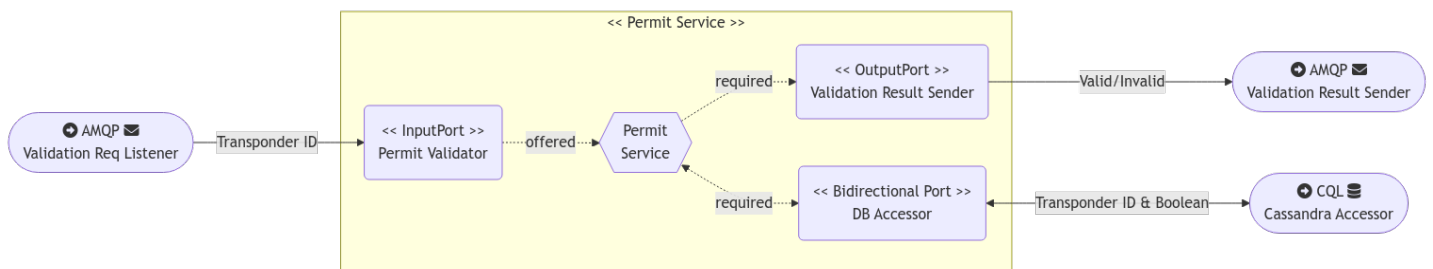 << Permit Service >>
AMQP
Validation Req Listener
Transponder ID
<< InputPort >>
Permit Validator
offered
Permit
Service
required
<< OutputPort >>
Validation Result Sender
Valid/Invalid
AMQP
Validation Result Sender
required
<< Bidirectional Port >>
DB Accessor
Transponder ID & Boolean
CQL
Cassandra Accessor